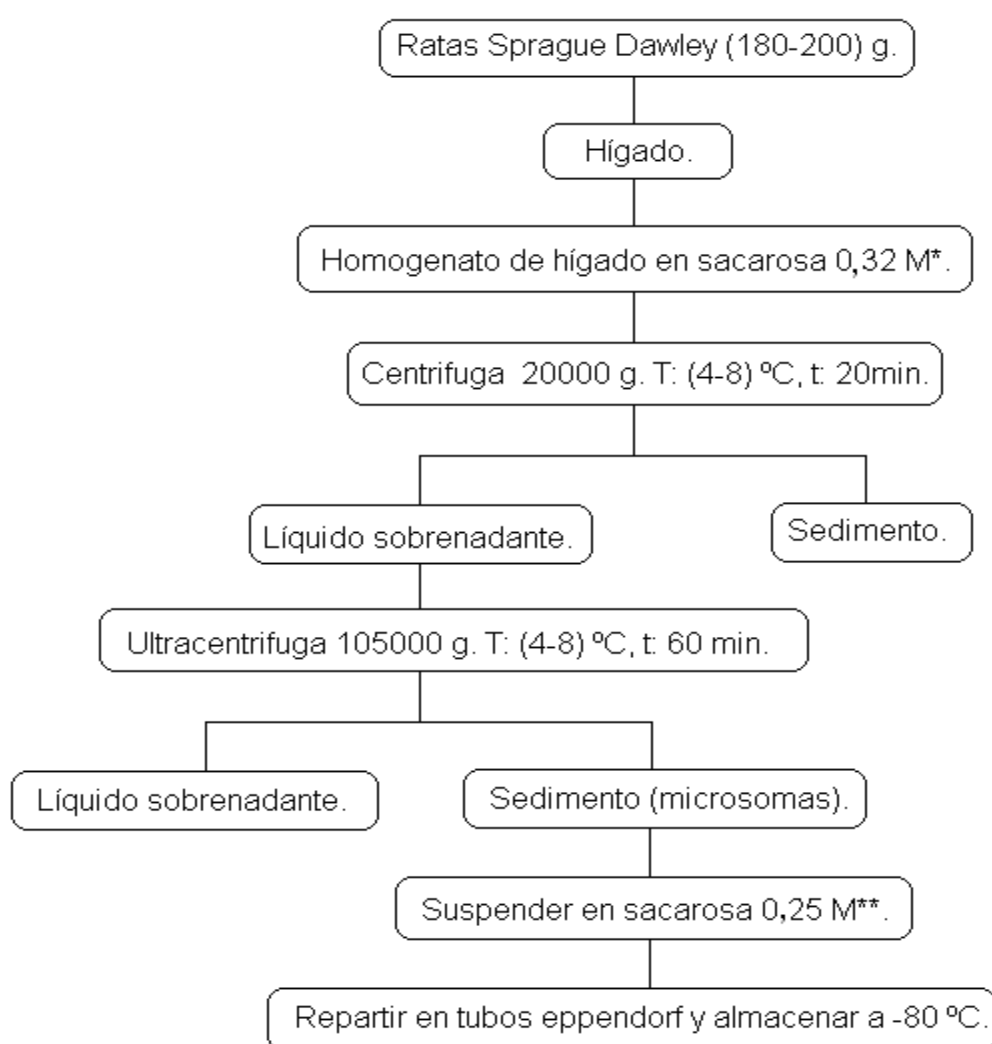 Ratas Sprague Dawley (180-200) g.
Hígado.
Homogenato de hígado en sacarosa 0,32 M*.
Centrifuga 20000 g. T: (4-8) ºC, t: 20min.
Líquido sobrenadante.
Sedimento.
Ultracentrifuga 105000 g. T: (4-8) ºC, t: 60 min.
Líquido sobrenadante.
Sedimento (microsomas).
Suspender en sacarosa 0,25 M**.
Repartir en tubos eppendorf y almacenar a -80 ºC.